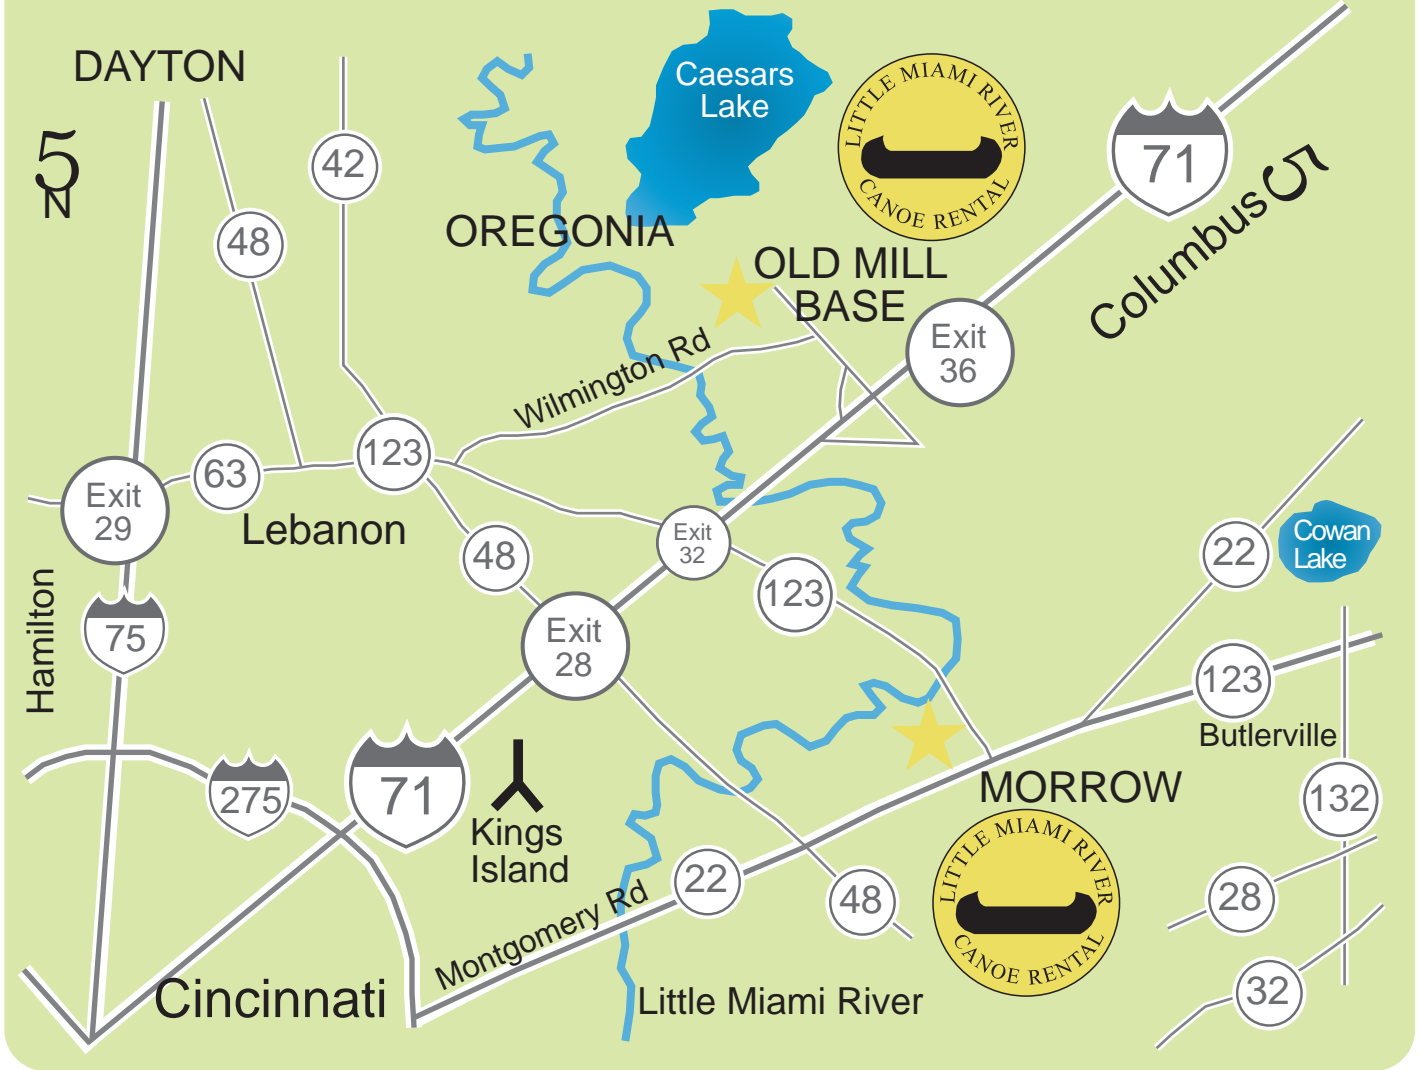 DAYTON
5
N
42
48
Caesars
Lake
LITTLE MIAMI RIVER
CANOE RENTAL
71
Columbus 5
OREGONIA
OLD MILL
BASE
Exit
36
Wilmington Rd
63
123
Exit
29
Lebanon
48
Exit
32
123
22
Cowan
Lake
Hamilton
75
Exit
28
123
Butlerville
275
71
Kings
Island
MORROW
132
LITTLE MIAMI RIVER
CANOE RENTAL
22
48
28
Montgomery Rd
Cincinnati
Little Miami River
32